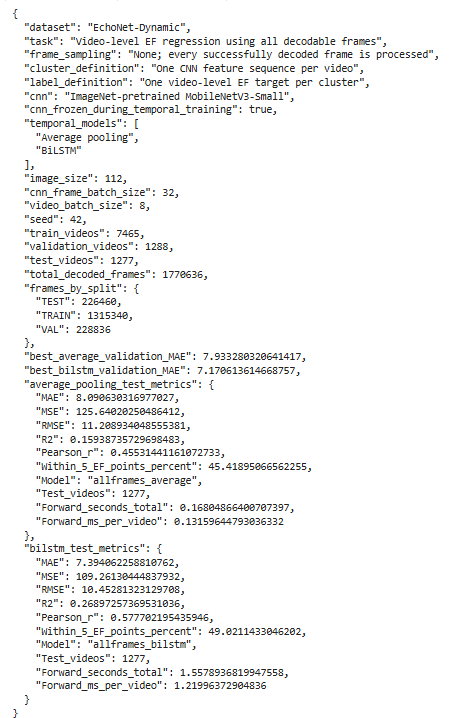 {
  "dataset": "EchoNet-Dynamic",
  "task": "Video-level EF regression using all decodable frames",
  "frame_sampling": "None; every successfully decoded frame is processed",
  "cluster_definition": "One CNN feature sequence per video",
  "label_definition": "One video-level EF target per cluster",
  "cnn": "ImageNet-pretrained MobileNetV3-Small",
  "cnn_frozen_during_temporal_training": true,
  "temporal_models": [
    "Average pooling",
    "BiLSTM"
  ],
  "image_size": 112,
  "cnn_frame_batch_size": 32,
  "video_batch_size": 8,
  "seed": 42,
  "train_videos": 7465,
  "validation_videos": 1288,
  "test_videos": 1277,
  "total_decoded_frames": 1770636,
  "frames_by_split": {
    "TEST": 226460,
    "TRAIN": 1315340,
    "VAL": 228836
  },
  "best_average_validation_MAE": 7.933280320641417,
  "best_bilstm_validation_MAE": 7.170613614668757,
  "average_pooling_test_metrics": {
    "MAE": 8.090630316977027,
    "MSE": 125.64020250486412,
    "RMSE": 11.208934048555381,
    "R2": 0.15938735729698483,
    "Pearson_r": 0.45531441161072733,
    "Within_5_EF_points_percent": 45.41895066562255,
    "Model": "allframes_average",
    "Test_videos": 1277,
    "Forward_seconds_total": 0.16804866400707397,
    "Forward_ms_per_video": 0.13159644793036332
  },
  "bilstm_test_metrics": {
    "MAE": 7.394062258810762,
    "MSE": 109.26130444837932,
    "RMSE": 10.45281323129708,
    "R2": 0.26897257369531036,
    "Pearson_r": 0.577702195435946,
    "Within_5_EF_points_percent": 49.0211433046202,
    "Model": "allframes_bilstm",
    "Test_videos": 1277,
    "Forward_seconds_total": 1.5578936819947558,
    "Forward_ms_per_video": 1.21996372904836
  }
}